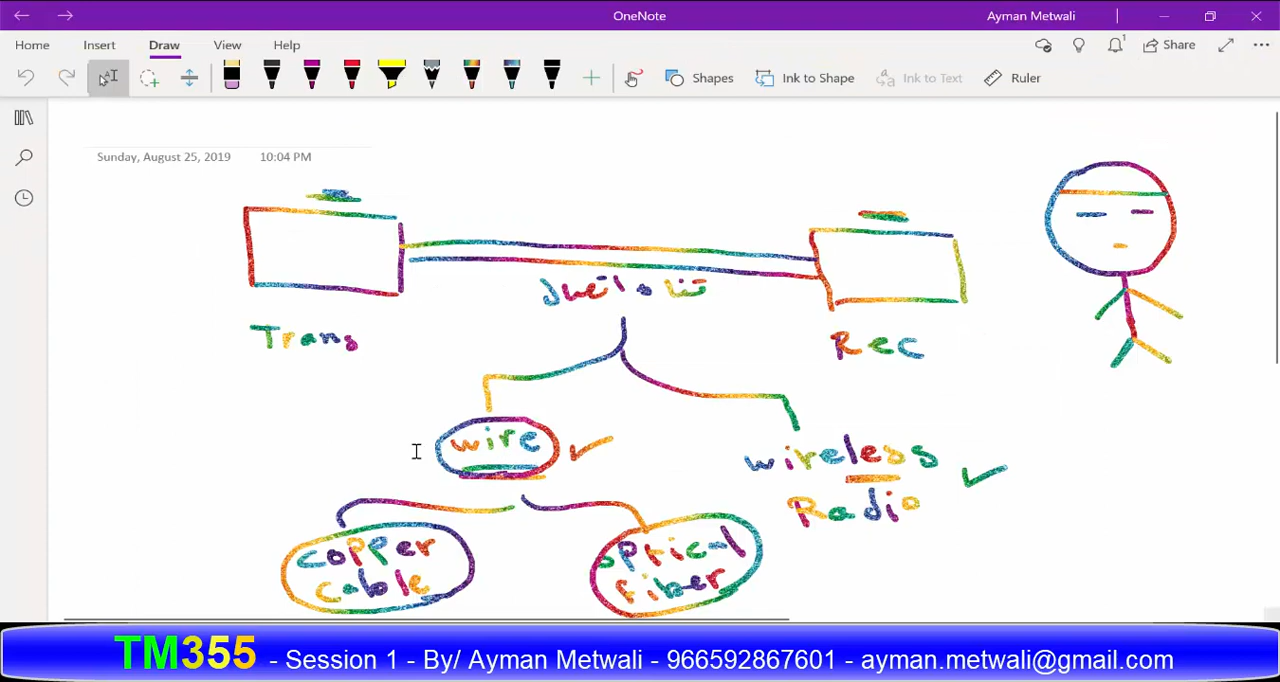 OneNote
Ayman Metwali
Home Insert Draw View Help
Share
Shapes
Ink to Shape
Ink to Text
Ruler
Sunday, August 25, 2019 10:04 PM
Trans
Rec
wire
wireless
Radio
copper
cable
optical
fiber
TM355 - Session 1 - By/ Ayman Metwali - 966592867601 - ayman.metwali@gmail.com